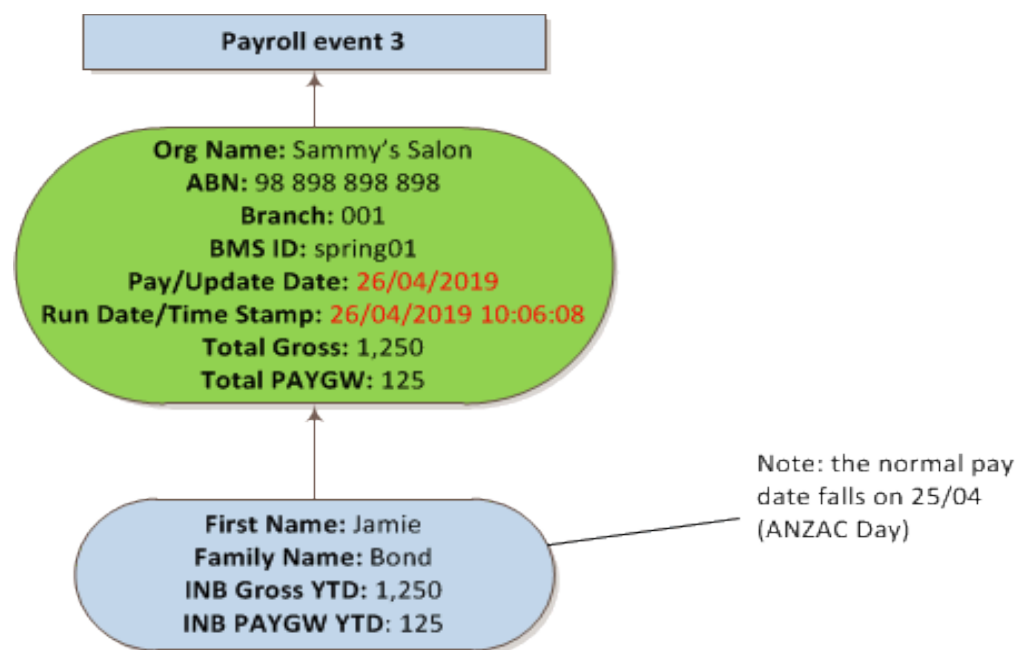 Payroll event 3
Org Name: Sammy's Salon
ABN: 98 898 898 898
Branch: 001
BMS ID: spring01
Pay/Update Date: 26/04/2019
Run Date/Time Stamp: 26/04/2019 10:06:08
Total Gross: 1,250
Total PAYGW: 125
Note: the normal pay
date falls on 25/04
(ANZAC Day)
First Name: Jamie
Family Name: Bond
INB Gross YTD: 1,250
INB PAYGW YTD: 125